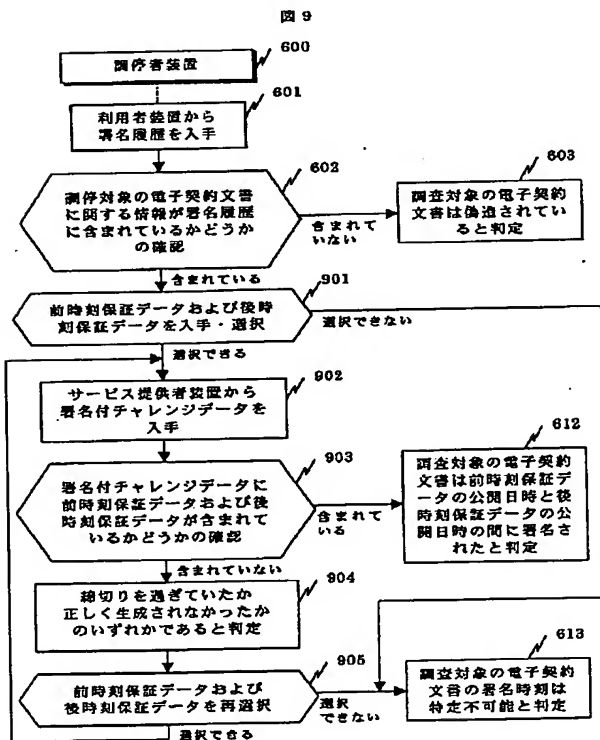 図9
600
調停者装置
601
利用者装置から
署名履歴を入手
602
調停対象の電子契約文書
に関する情報が署名履歴
に含まれているかどうか
の確認
含まれて
いない
603
調査対象の電子契約
文書は偽造されてい
ると判定
含まれている
901
前時刻保証データおよび後時
刻保証データを入手・選択
選択できない
選択できる
902
サービス提供者装置から
署名付チャレンジデータを
入手
903
署名付チャレンジデータに
前時刻保証データおよび後
時刻保証データが含まれて
いるかどうかの確認
含まれて
いる
612
調査対象の電子契約
文書は前時刻保証デ
ータの公開日時と後
時刻保証データの公
開日時の間に署名さ
れたと判定
含まれていない
904
締切りを過ぎていたか
正しく生成されなかったか
のいずれかであると判定
905
前時刻保証データおよび
後時刻保証データを再選択
選択
できない
613
調査対象の電子契約
文書の署名時刻は
特定不可能と判定
選択できる